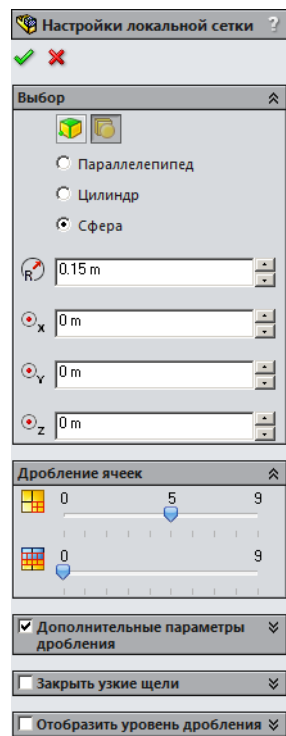 Настройки локальной сетки ?
Выбор
Параллелепипед
Цилиндр
Сфера
R 0.15 m
X 0 m
Y 0 m
Z 0 m
Дробление ячеек
0 5 9
0 9
Дополнительные параметры
дробления
Закрыть узкие щели
Отобразить уровень дробления